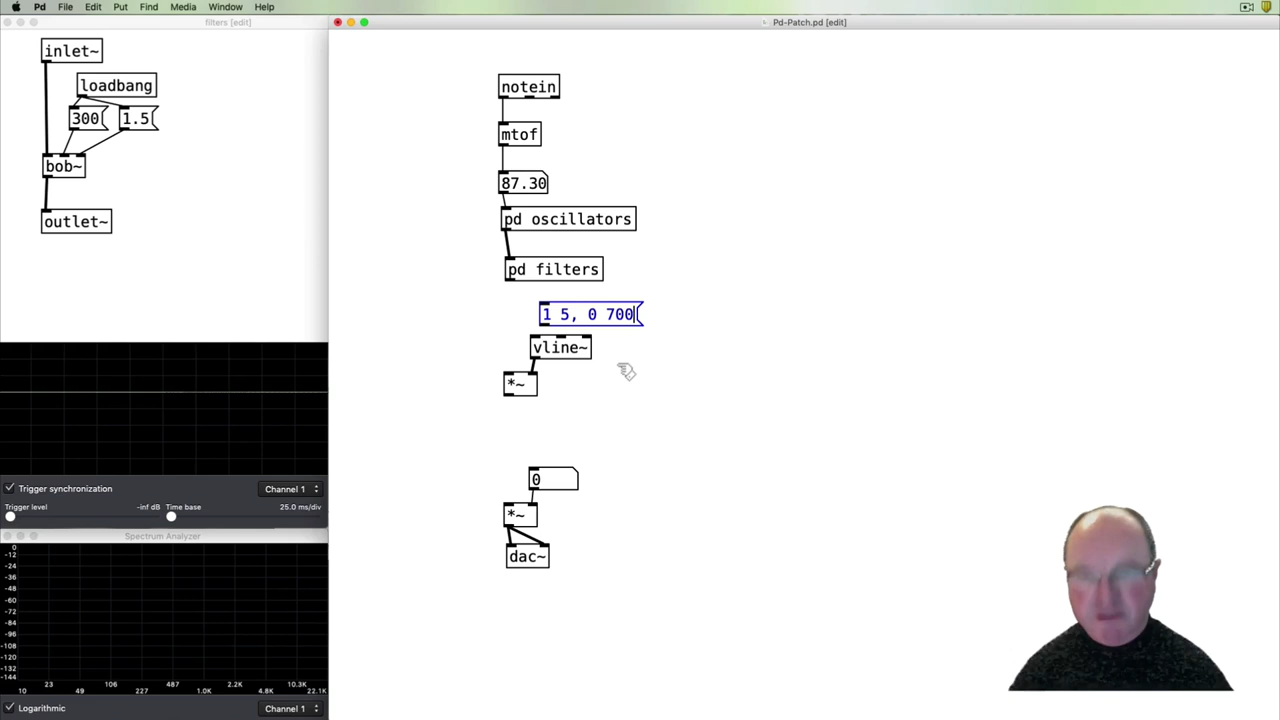 Pd File Edit Put Find Media Window Help
filters [edit]
inlet~
loadbang
300
1.5
bob~
outlet~
Trigger synchronization
Channel 1
Trigger level
-inf dB
Time base
25.0 ms/div
Spectrum Analyzer
0
-12
-24
-36
-48
-60
-72
-84
-96
-108
-120
-132
-144
10 23 49 106 227 487 1.0K 2.2K 4.8K 10.3K 22.1K
Logarithmic
Channel 1
Pd-Patch.pd [edit]
notein
mtof
87.30
pd oscillators
pd filters
1 5, 0 700
vline~
*~
0
*~
dac~